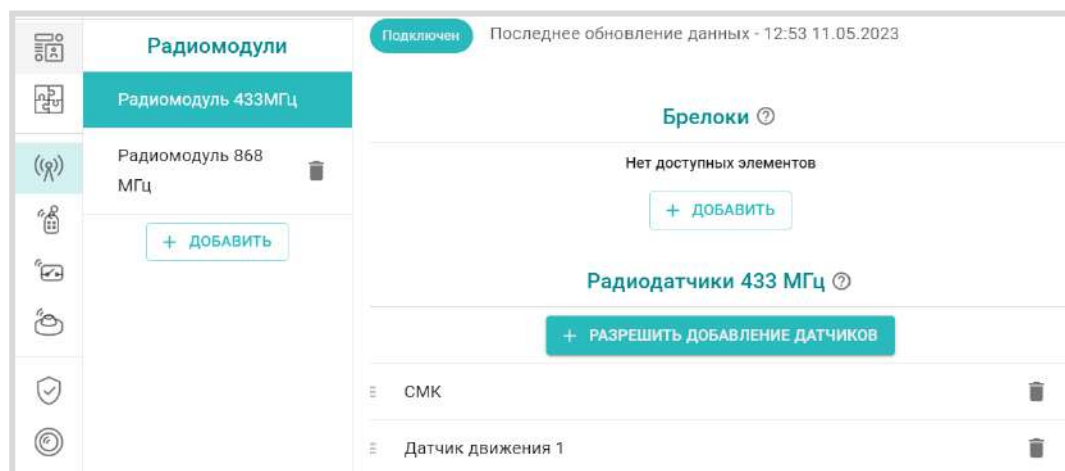 Радиомодули
Радиомодуль 433МГц
Радиомодуль 868
МГц
+ ДОБАВИТЬ
Подключен
Последнее обновление данных - 12:53 11.05.2023
Брелоки
Нет доступных элементов
+ ДОБАВИТЬ
Радиодатчики 433 МГц
+ РАЗРЕШИТЬ ДОБАВЛЕНИЕ ДАТЧИКОВ
СМК
Датчик движения 1